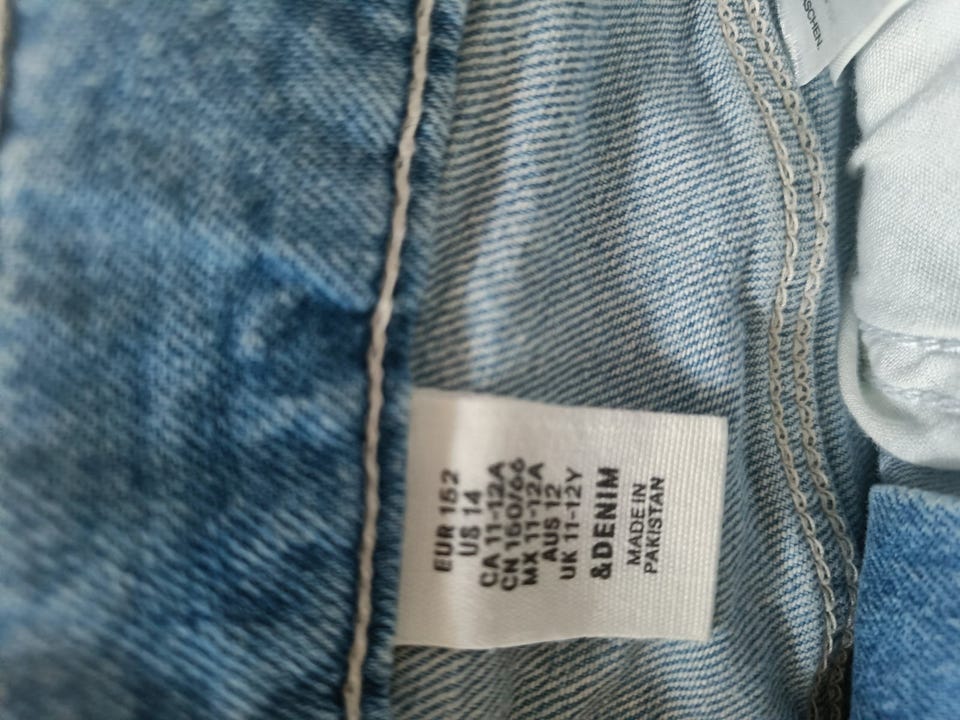 EUR 152
US 14
CA 11-12A
CN 160/66
MX 11-12A
AUS 12
UK 11-12Y
&DENIM
MADE IN
PAKISTAN